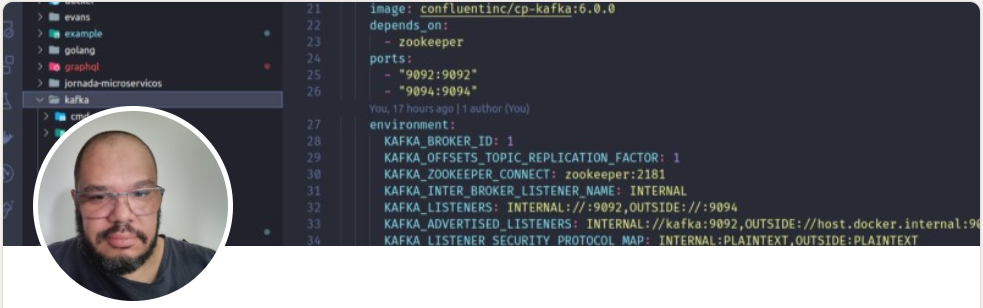 docker
evans
example
golang
graphql
jornada-microservicos
kafka
cmd
21 image: confluentinc/cp-kafka:6.0.0
22 depends_on:
23 - zookeeper
24 ports:
25 - "9092:9092"
26 - "9094:9094"
You, 17 hours ago | 1 author (You)
27 environment:
28 KAFKA_BROKER_ID: 1
29 KAFKA_OFFSETS_TOPIC_REPLICATION_FACTOR: 1
30 KAFKA_ZOOKEEPER_CONNECT: zookeeper:2181
31 KAFKA_INTER_BROKER_LISTENER_NAME: INTERNAL
32 KAFKA_LISTENERS: INTERNAL://:9092,OUTSIDE://:9094
33 KAFKA_ADVERTISED_LISTENERS: INTERNAL://kafka:9092,OUTSIDE://host.docker.internal:90
34 KAFKA_LISTENER_SECURITY_PROTOCOL_MAP: INTERNAL:PLAINTEXT,OUTSIDE:PLAINTEXT